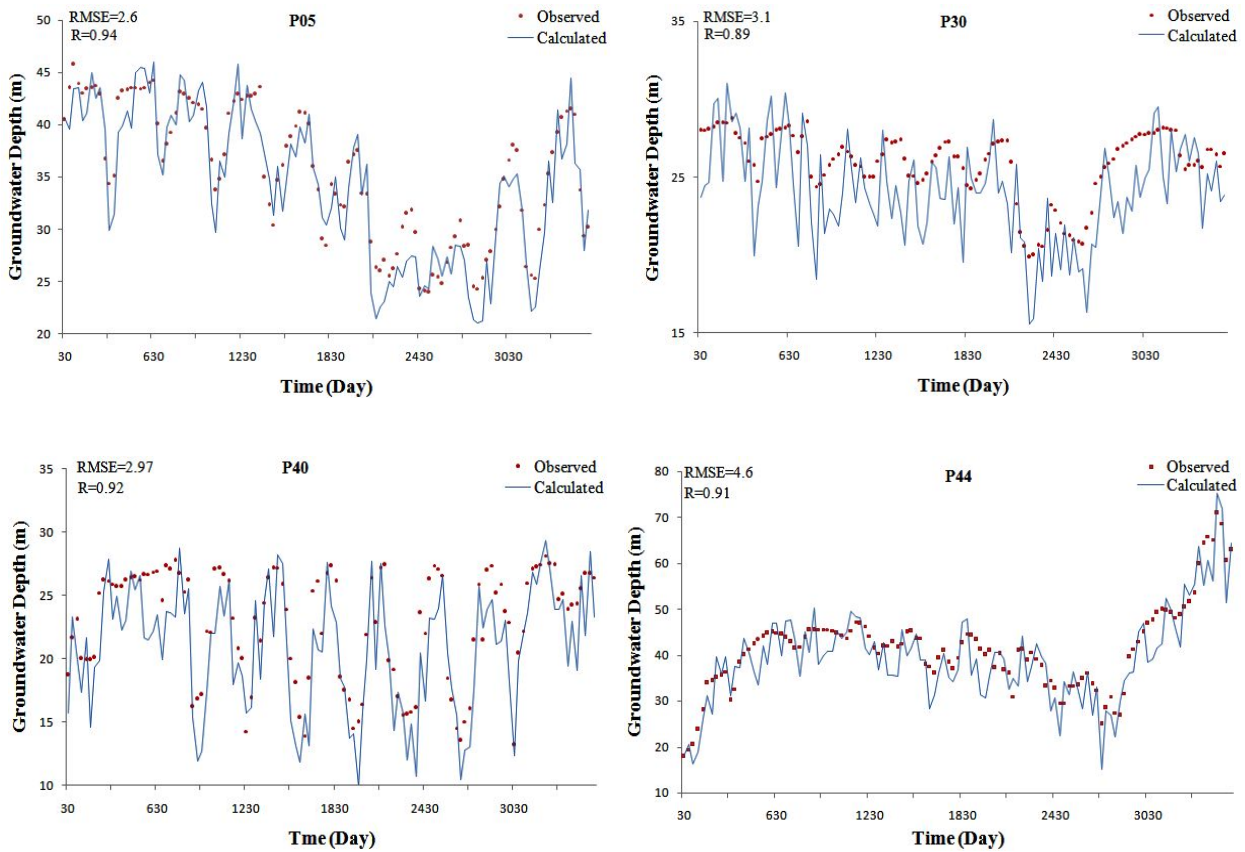 RMSE=2.6
R=0.94
P05
Observed
Calculated
Groundwater Depth (m)
50
45
40
35
30
25
20
30 630 1230 1830 2430 3030
Time (Day)
RMSE=3.1
R=0.89
P30
Observed
Calculated
Groundwater Depth (m)
35
25
15
30 630 1230 1830 2430 3030
Time (Day)
RMSE=2.97
R=0.92
P40
Observed
Calculated
Groundwater Depth (m)
35
30
25
20
15
10
30 630 1230 1830 2430 3030
Tme (Day)
RMSE=4.6
R=0.91
P44
Observed
Calculated
Groundwater Depth (m)
80
70
60
50
40
30
20
10
30 630 1230 1830 2430 3030
Time (Day)